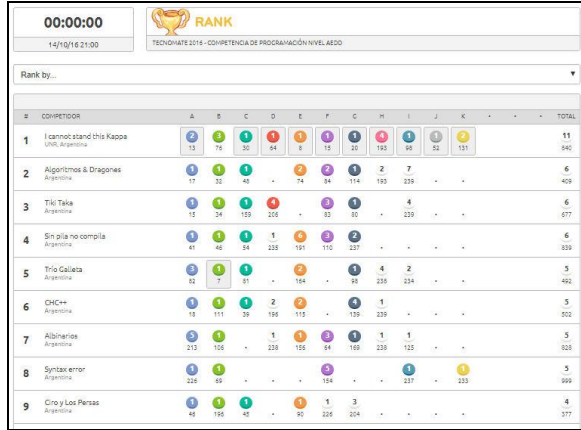 00:00:00
14/10/16 21:00
RANK
TECNOMATE 2016 - COMPETENCIA DE PROGRAMACIÓN NIVEL AEDD
Rank by...
# COMPETIDOR A B C D E F G H I J K • • • TOTAL
1 I cannot stand this Kappa 2 3 1 1 1 1 1 4 1 1 2 11
UNR, Argentina 13 76 30 64 8 15 20 193 98 52 131 840
2 Algoritmos & Dragones 1 1 1 . 2 2 1 2 7 . . 6
Argentina 17 32 48 74 84 114 193 239 409
3 Tiki Taka 1 1 1 4 . 3 1 . 4 . . 6
Argentina 15 34 159 206 83 80 239 677
4 Sin pila no compila 1 1 1 1 6 3 2 . . . . 6
Argentina 41 46 54 235 191 110 237 839
5 Trío Galleta 3 1 1 . 2 . 1 4 2 . . 5
Argentina 82 7 81 164 98 238 234 492
6 CHC++ 1 1 1 2 2 . 4 1 . . . 5
Argentina 18 111 39 196 115 139 239 502
7 Albinarios 5 1 . 1 1 3 1 1 1 . . 5
Argentina 213 106 238 156 64 169 238 125 828
8 Syntax error 1 1 . . . 5 . . 1 . 1 5
Argentina 226 69 154 237 233 999
9 Ciro y Los Persas 1 1 1 . 1 1 3 . . . . 4
Argentina 46 196 45 90 226 204 377